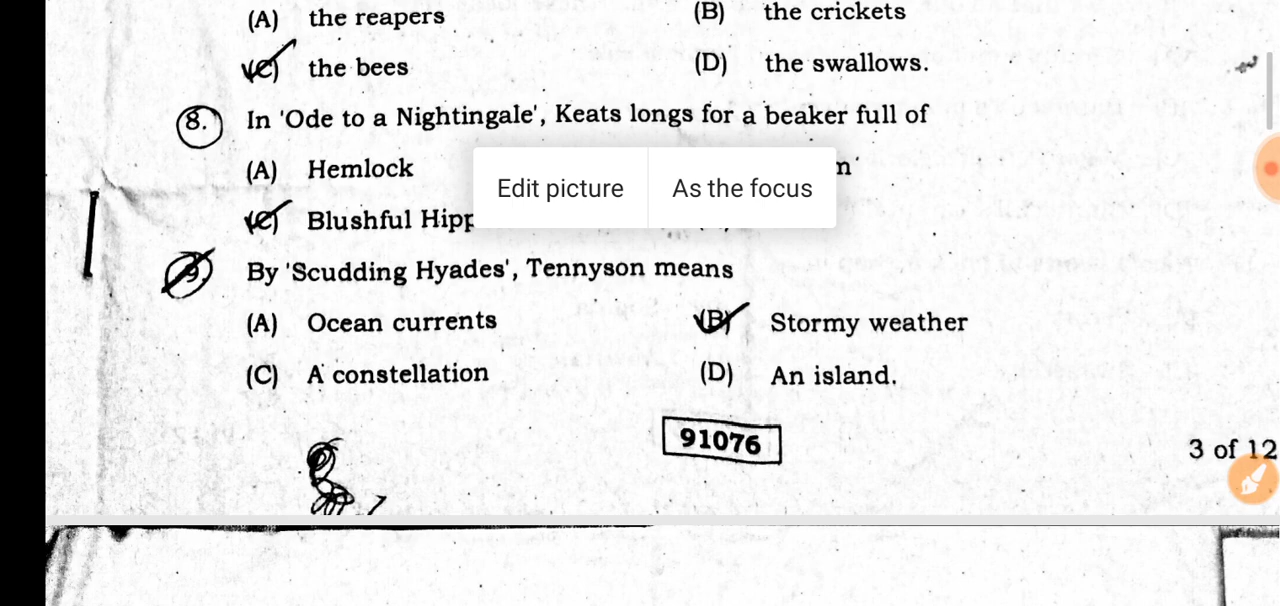 (A) the reapers (B) the crickets
(C) the bees (D) the swallows.
8. In 'Ode to a Nightingale', Keats longs for a beaker full of
(A) Hemlock n
(C) Blushful Hipp
Edit picture As the focus
By 'Scudding Hyades', Tennyson means
(A) Ocean currents (B) Stormy weather
(C) A constellation (D) An island.
91076
3 of 12